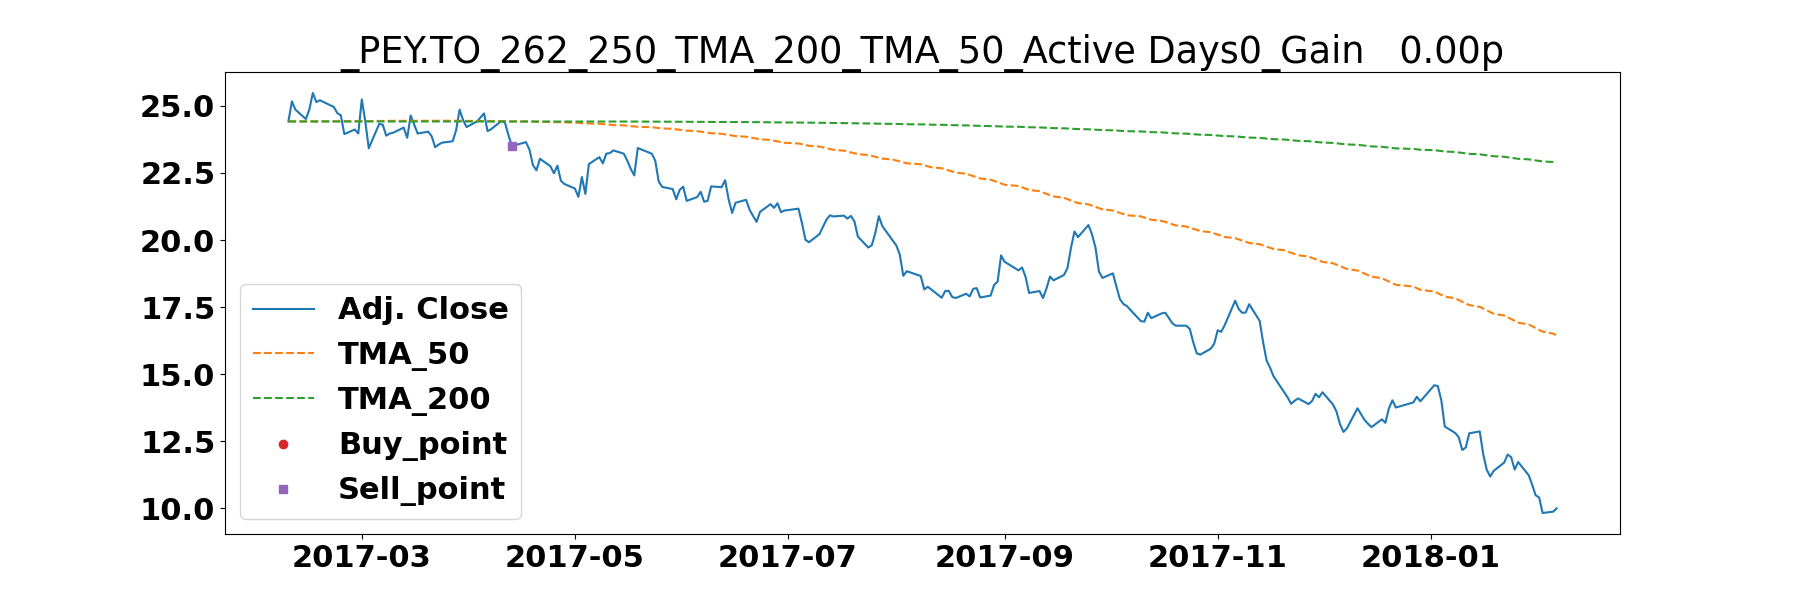 _PEY.TO_262_250_TMA_200_TMA_50_Active Days0_Gain   0.00p
25.0
22.5
20.0
17.5
15.0
12.5
10.0
Adj. Close
TMA_50
TMA_200
Buy_point
Sell_point
2017-03 2017-05 2017-07 2017-09 2017-11 2018-01